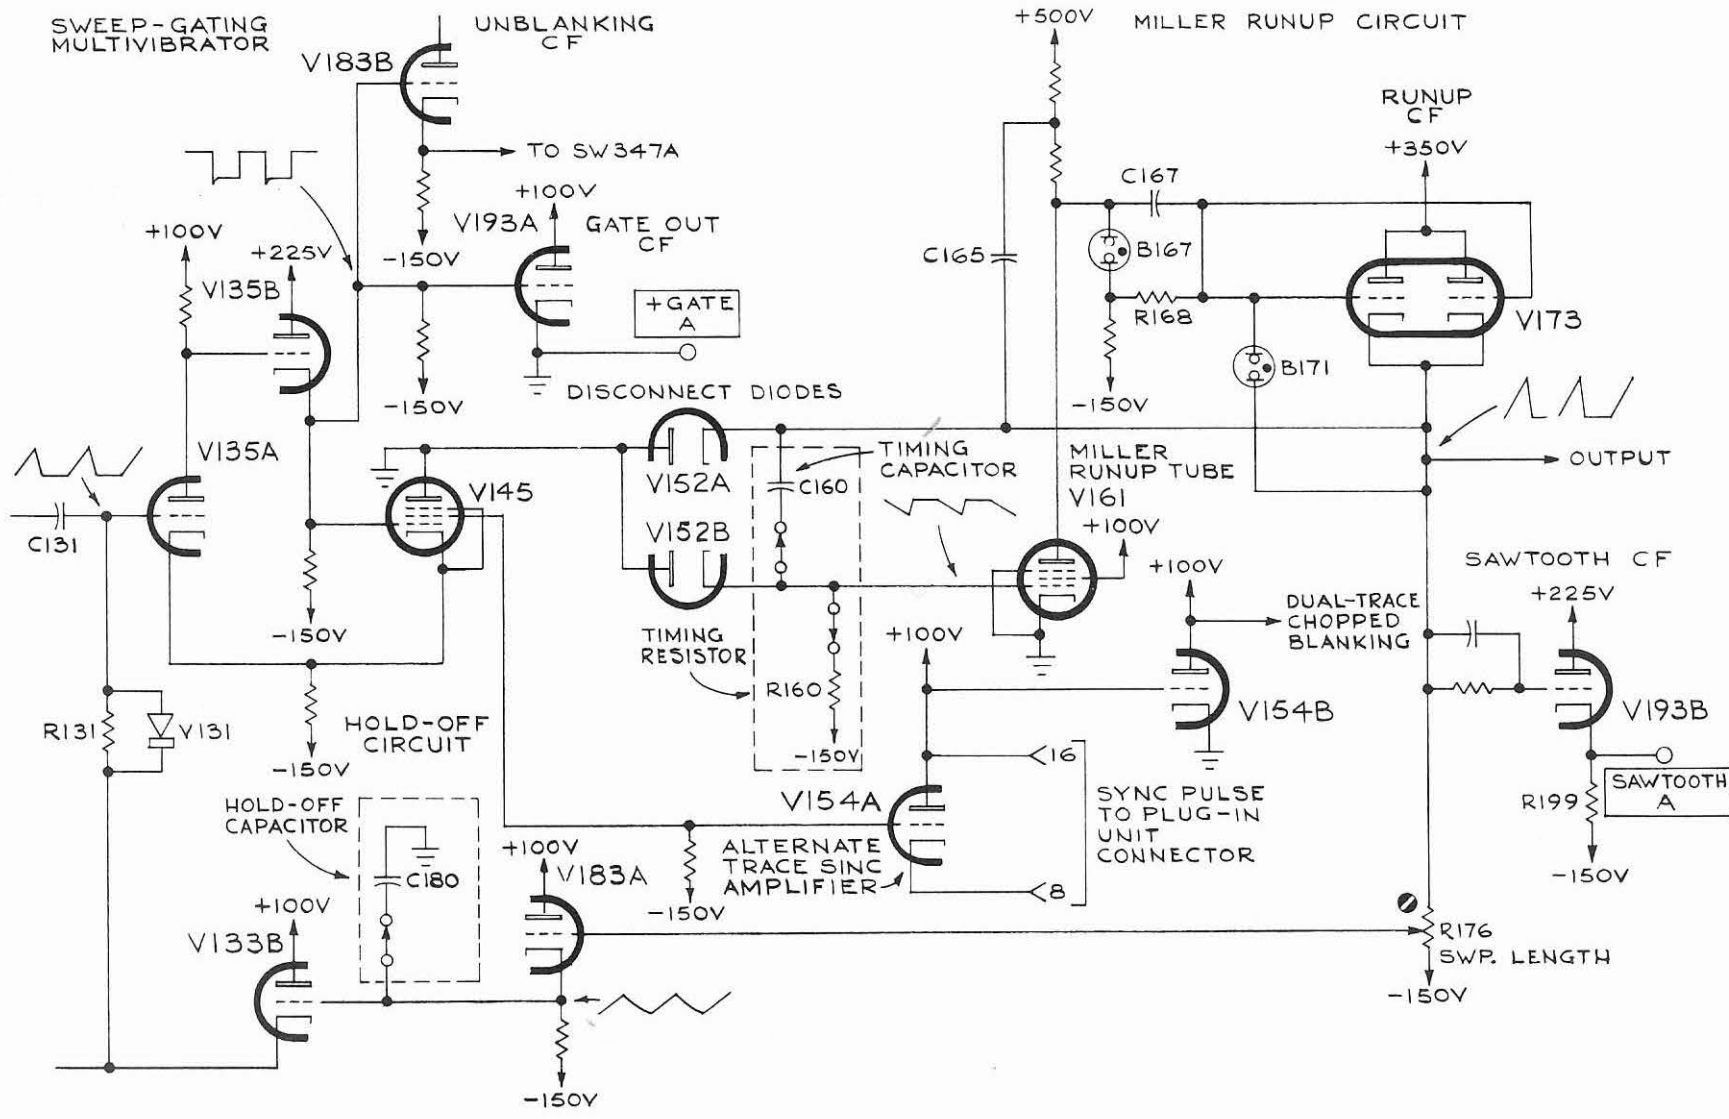 SWEEP-GATING
MULTIVIBRATOR
UNBLANKING
CF
V183B
+500V
MILLER RUNUP CIRCUIT
RUNUP
CF
+350V
TO SW347A
+100V
V193A
GATE OUT
CF
-150V
C167
B167
C165
+100V
+225V
V135B
+GATE
A
R168
V173
-150V
-150V
B171
DISCONNECT DIODES
V135A
V145
V152A
TIMING
CAPACITOR
C160
MILLER
RUNUP TUBE
V161
+100V
OUTPUT
C131
V152B
SAWTOOTH CF
+225V
+100V
DUAL-TRACE
CHOPPED
BLANKING
-150V
TIMING
RESISTOR
+100V
R160
-150V
V154B
V193B
R131
V131
HOLD-OFF
CIRCUIT
-150V
16
V154A
SYNC PULSE
TO PLUG-IN
UNIT
CONNECTOR
R199
SAWTOOTH
A
-150V
HOLD-OFF
CAPACITOR
C180
+100V
V183A
ALTERNATE
TRACE SINC
AMPLIFIER
8
-150V
+100V
V133B
R176
SWP. LENGTH
-150V
-150V